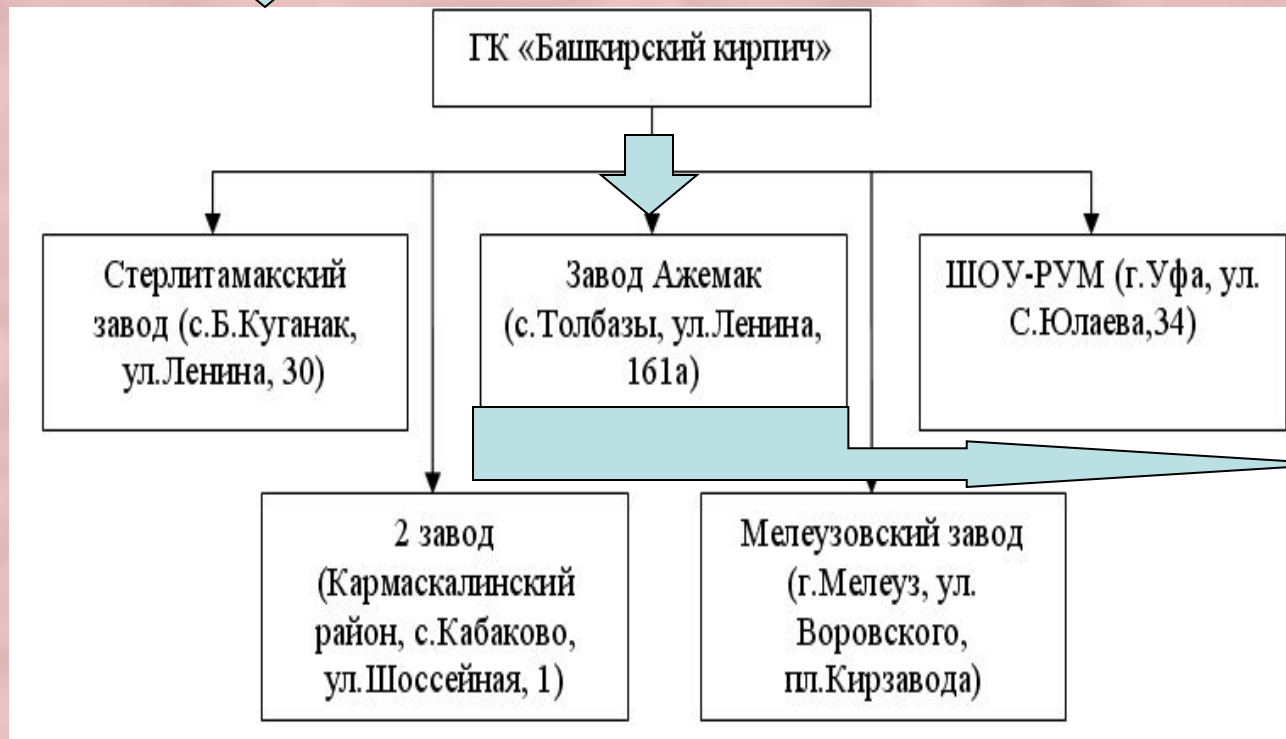 ГК «Башкирский кирпич»
Стерлитамакский
завод (с.Б.Куганак,
ул.Ленина, 30)
Завод Ажемак
(с.Толбазы, ул.Ленина,
161а)
ШОУ-РУМ (г.Уфа, ул.
С.Юлаева,34)
2 завод
(Кармаскалинский
район, с.Кабаково,
ул.Шоссейная, 1)
Мелеузовский завод
(г.Мелеуз, ул.
Воровского,
пл.Кирзавода)